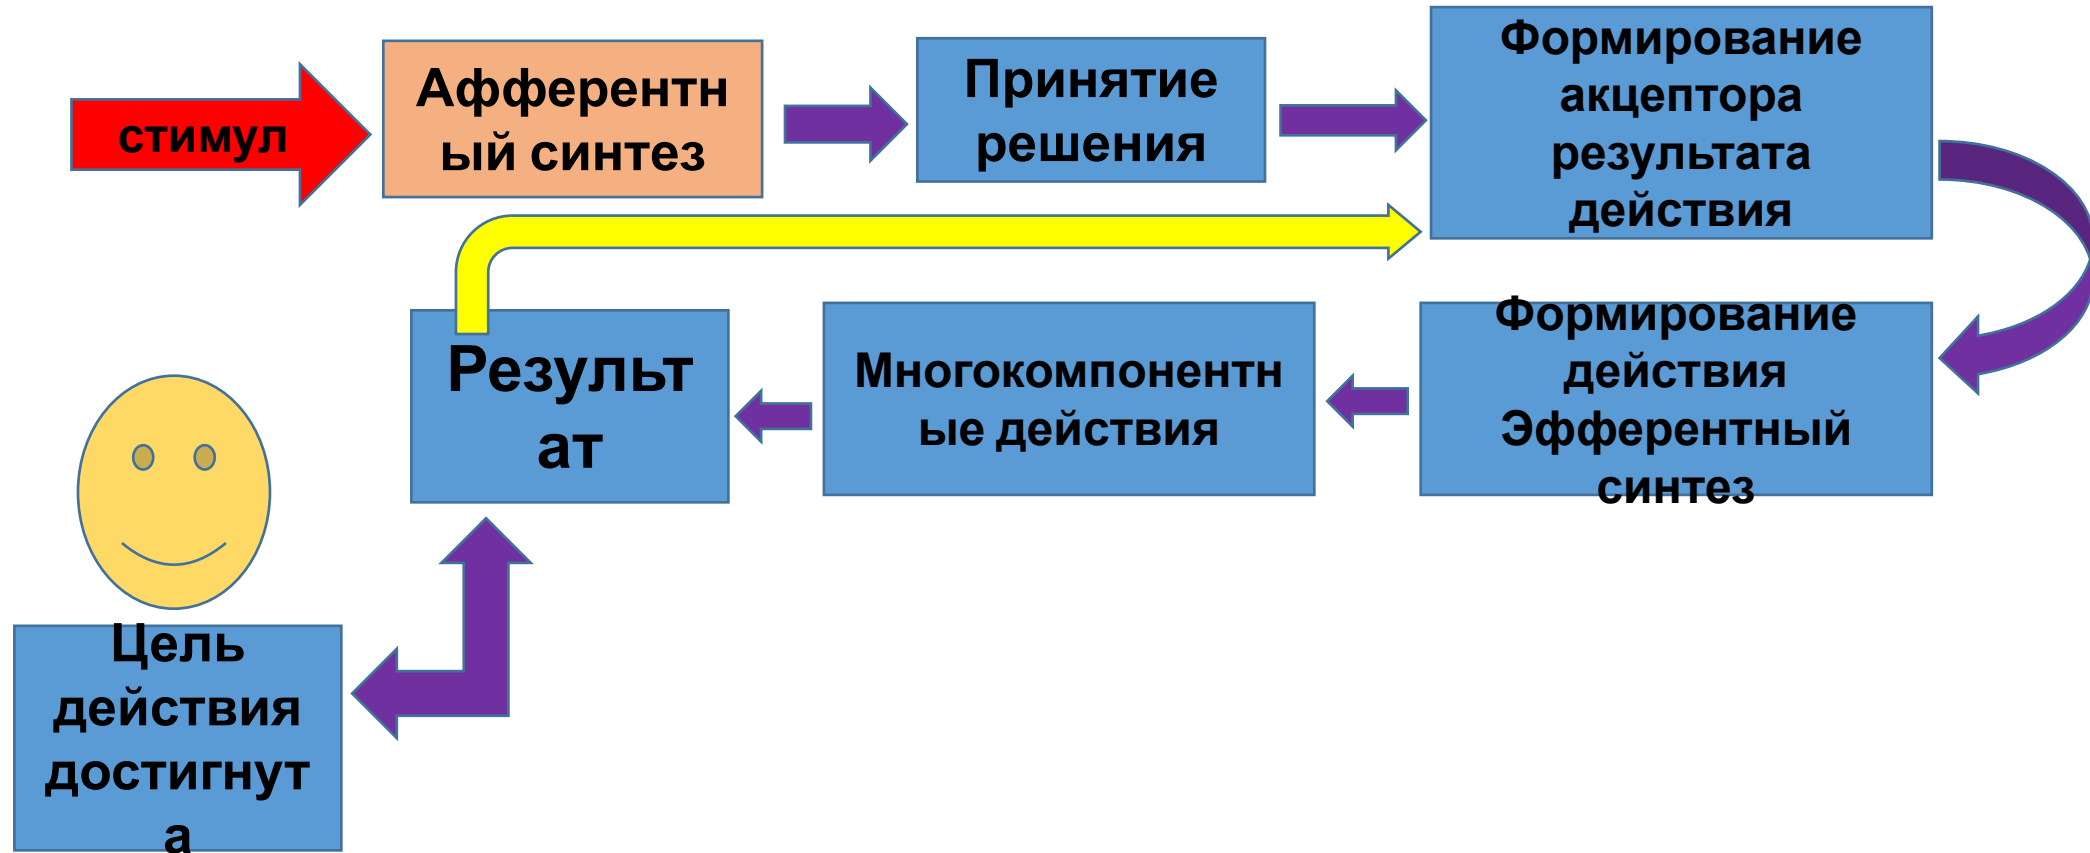 стимул
Афферентн
ый синтез
Принятие
решения
Формирование
акцептора
результата
действия
Результ
ат
Многокомпонентн
ые действия
Формирование
действия
Эфферентный
синтез
Цель
действия
достигнут
а